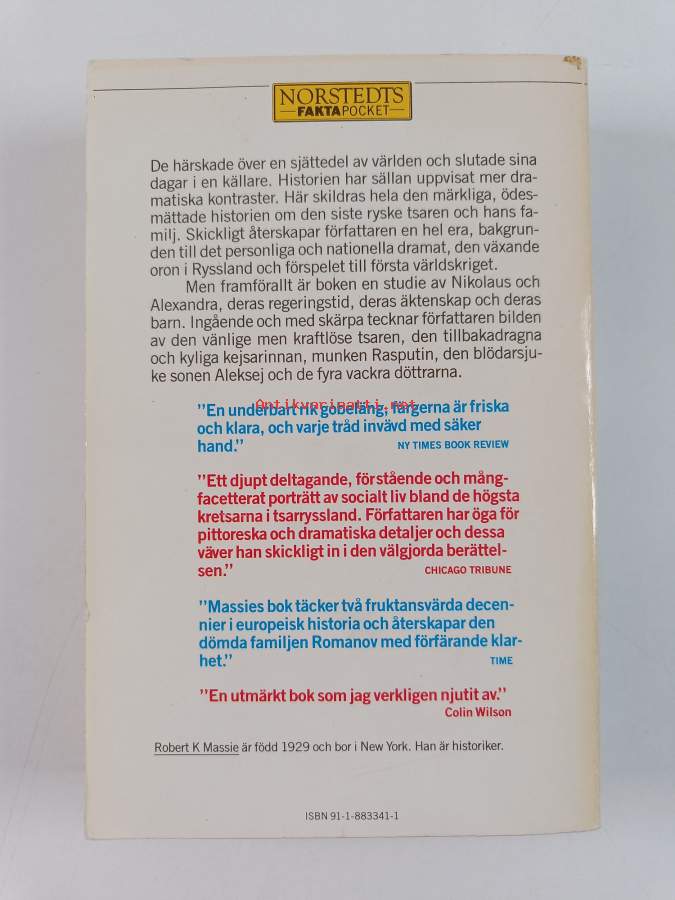 NORSTEDTS
FAKTAPOCKET
De härskade över en sjättedel av världen och slutade sina
dagar i en källare. Historien har sällan uppvisat mer dra-
matiska kontraster. Här skildras hela den märkliga, ödes-
mättade historien om den siste ryske tsaren och hans fa-
milj. Skickligt återskapar författaren en hel era, bakgrun-
den till det personliga och nationella dramat, den växande
oron i Ryssland och förspelet till första världskriget.
Men framförallt är boken en studie av Nikolaus och
Alexandra, deras regeringstid, deras äktenskap och deras
barn. Ingående och med skärpa tecknar författaren bilden
av den vänlige men kraftlöse tsaren, den tillbakadragna
och kyliga kejsarinnan, munken Rasputin, den blödarsju-
ke sonen Aleksej och de fyra vackra döttrarna.
Antikvariaatti.net
"En underbart rik gobeläng, färgerna är friska
och klara, och varje tråd invävd med säker
hand."
NY TIMES BOOK REVIEW
"Ett djupt deltagande, förstående och mång-
facetterat porträtt av socialt liv bland de högsta
kretsarna i tsarryssland. Författaren har öga för
pittoreska och dramatiska detaljer och dessa
väver han skickligt in i den välgjorda berättel-
sen."
CHICAGO TRIBUNE
"Massies bok täcker två fruktansvärda decen-
nier i europeisk historia och återskapar den
dömda familjen Romanov med förfärande klar-
het."
TIME
"En utmärkt bok som jag verkligen njutit av."
Colin Wilson
Robert K Massie är född 1929 och bor i New York. Han är historiker.
ISBN 91-1-883341-1